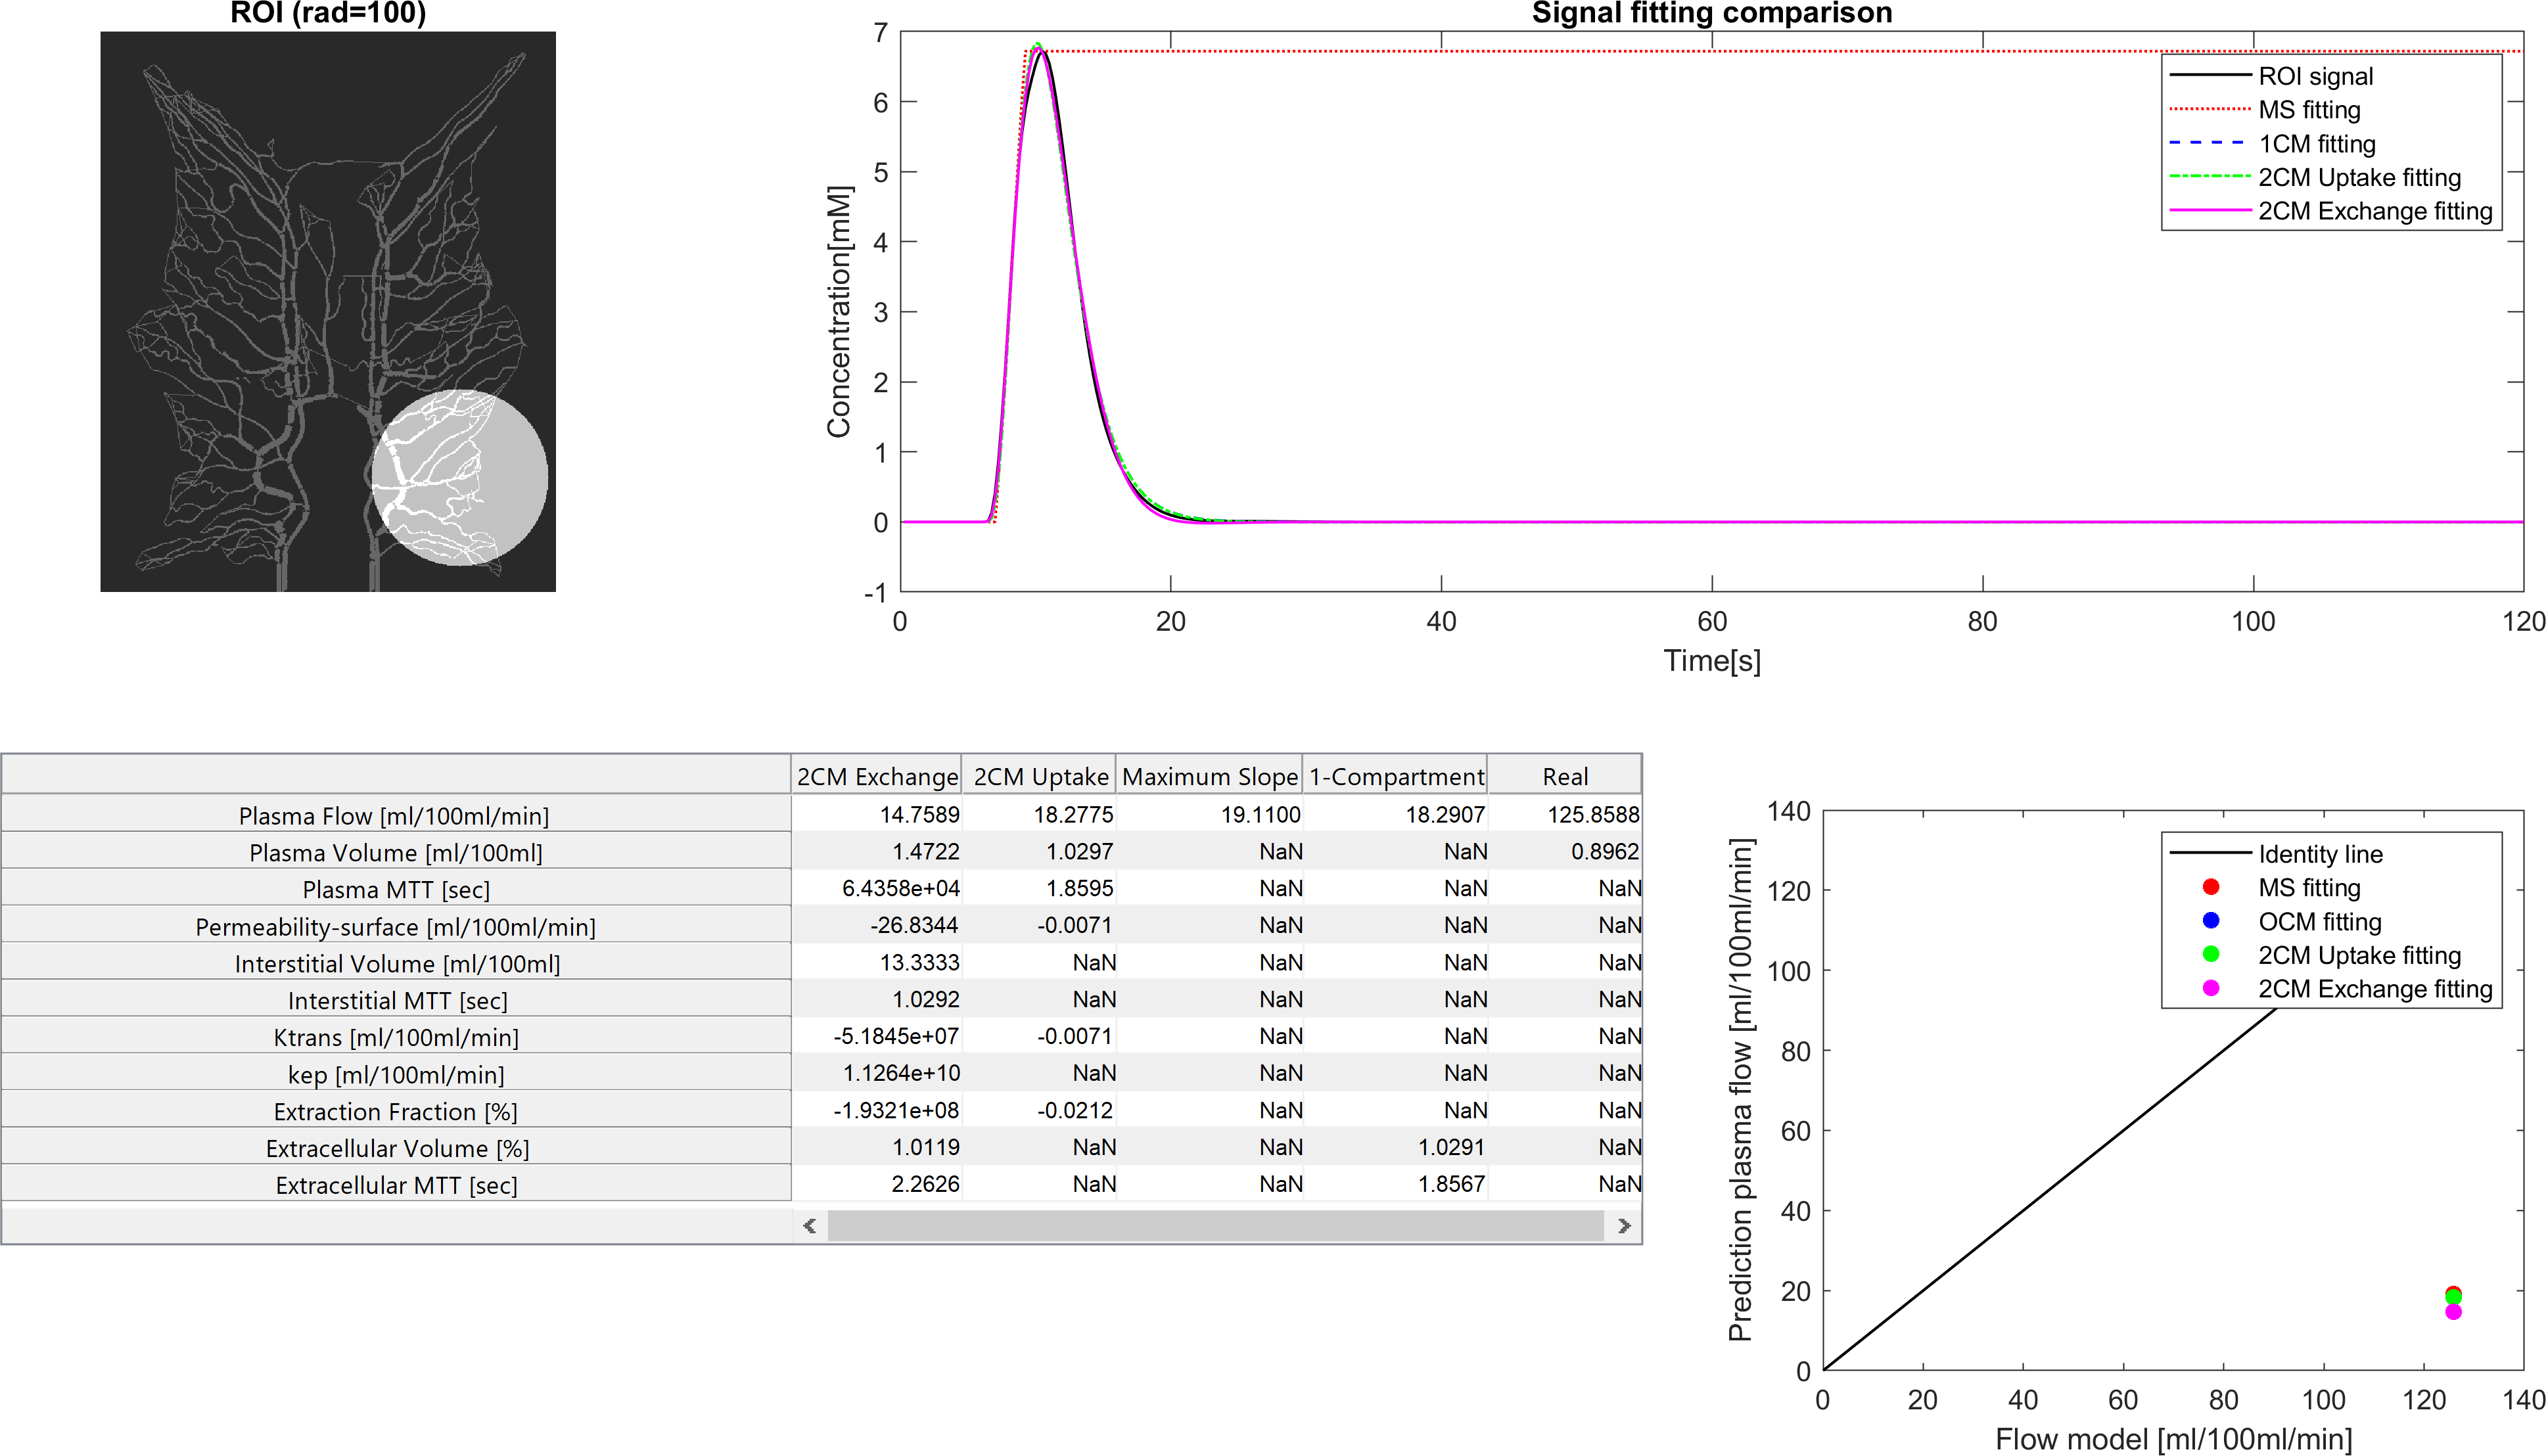 ROI (rad=100)
Signal fitting comparison
7
6
5
4
3
2
1
0
-1
Concentration[mM]
0 20 40 60 80 100 120
Time[s]
ROI signal
MS fitting
1CM fitting
2CM Uptake fitting
2CM Exchange fitting
2CM Exchange 2CM Uptake Maximum Slope 1-Compartment Real
Plasma Flow [ml/100ml/min] 14.7589 18.2775 19.1100 18.2907 125.8588
Plasma Volume [ml/100ml] 1.4722 1.0297 NaN NaN 0.8962
Plasma MTT [sec] 6.4358e+04 1.8595 NaN NaN NaN
Permeability-surface [ml/100ml/min] -26.8344 -0.0071 NaN NaN NaN
Interstitial Volume [ml/100ml] 13.3333 NaN NaN NaN NaN
Interstitial MTT [sec] 1.0292 NaN NaN NaN NaN
Ktrans [ml/100ml/min] -5.1845e+07 -0.0071 NaN NaN NaN
kep [ml/100ml/min] 1.1264e+10 NaN NaN NaN NaN
Extraction Fraction [%] -1.9321e+08 -0.0212 NaN NaN NaN
Extracellular Volume [%] 1.0119 NaN NaN 1.0291 NaN
Extracellular MTT [sec] 2.2626 NaN NaN 1.8567 NaN
140
120
100
80
60
40
20
0
Prediction plasma flow [ml/100ml/min]
Identity line
MS fitting
OCM fitting
2CM Uptake fitting
2CM Exchange fitting
0 20 40 60 80 100 120 140
Flow model [ml/100ml/min]